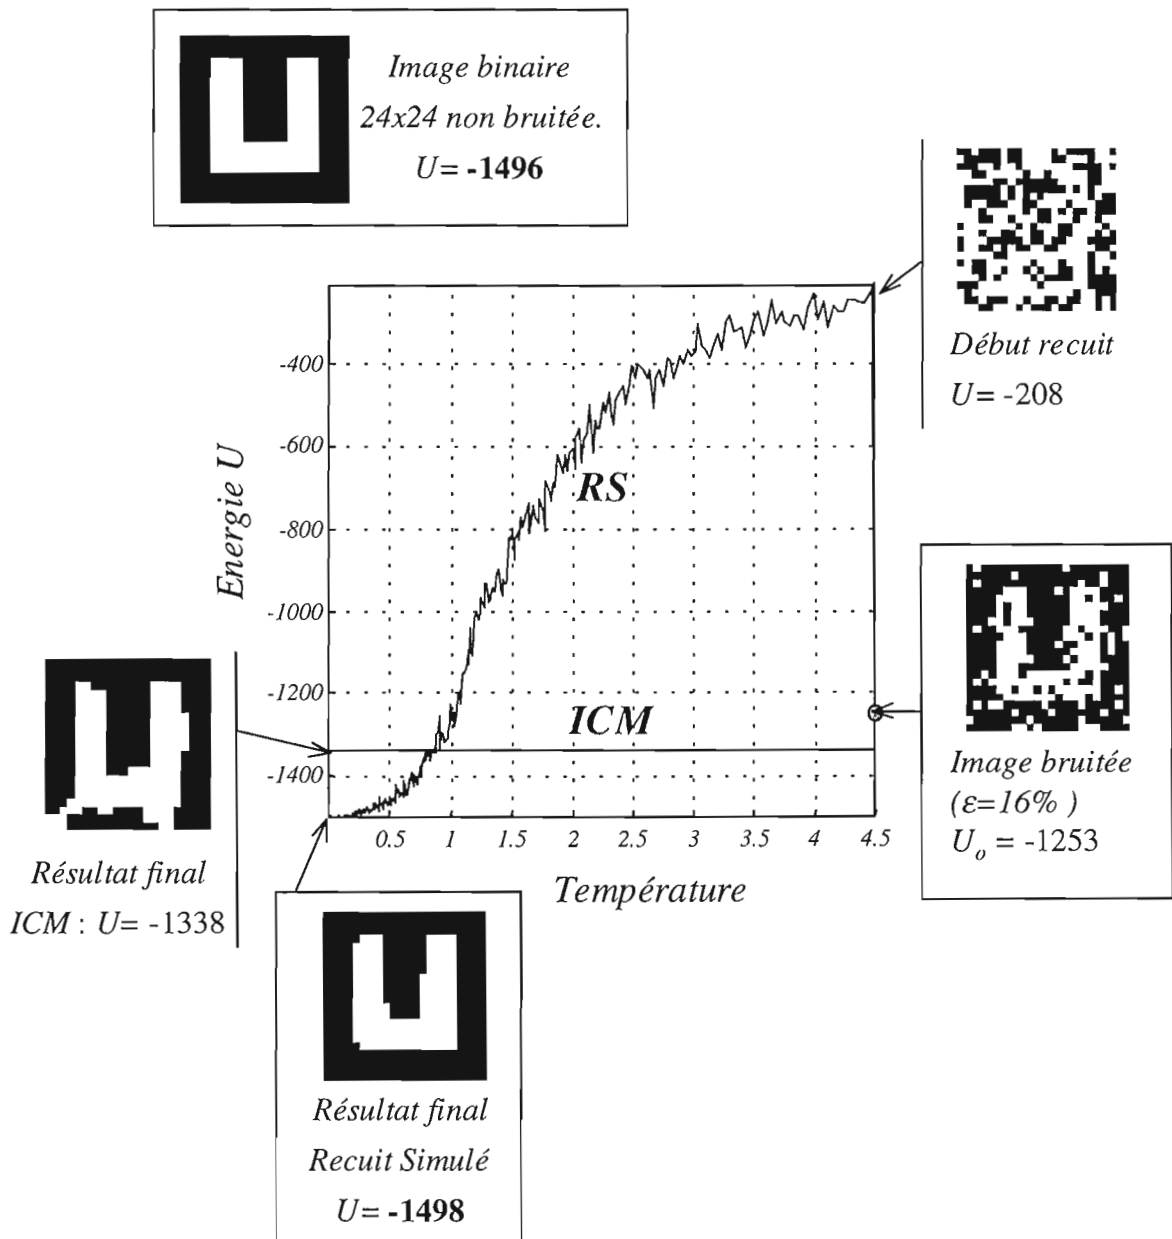 Image binaire
24x24 non bruitée.
U= -1496
Début recuit
U= -208
Energie U
-400
-600
-800
-1000
-1200
-1400
RS
ICM
0.5
1
1.5
2
2.5
3
3.5
4
4.5
Température
Image bruitée
(ε=16% )
Uo = -1253
Résultat final
ICM : U= -1338
Résultat final
Recuit Simulé
U= -1498